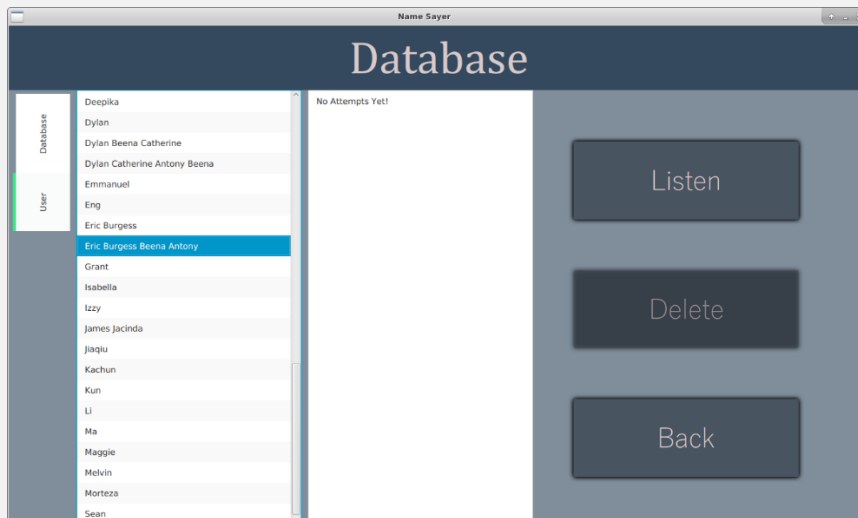 Name Sayer
Database
Database
User
Deepika
Dylan
Dylan Beena Catherine
Dylan Catherine Antony Beena
Emmanuel
Eng
Eric Burgess
Eric Burgess Beena Antony
Grant
Isabella
Izzy
James Jacinda
Jiaqiu
Kachun
Kun
Li
Ma
Maggie
Melvin
Morteza
Sean
No Attempts Yet!
Listen
Delete
Back